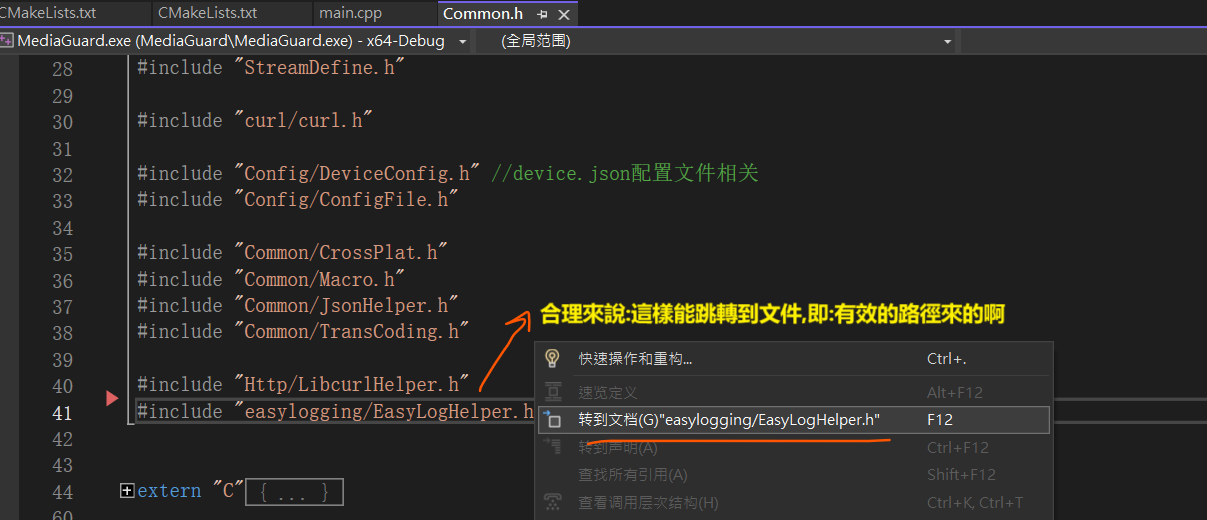 CMakeLists.txt
CMakeLists.txt
main.cpp
Common.h
MediaGuard.exe (MediaGuard\MediaGuard.exe) - x64-Debug
(全局范围)
28 #include "StreamDefine.h"
29
30 #include "curl/curl.h"
31
32 #include "Config/DeviceConfig.h" //device.json配置文件相关
33 #include "Config/ConfigFile.h"
34
35 #include "Common/CrossPlat.h"
36 #include "Common/Macro.h"
37 #include "Common/JsonHelper.h"
合理來說:這樣能跳轉到文件,即:有效的路徑來的啊
38 #include "Common/TransCoding.h"
39
40 #include "Http/LibcurlHelper.h"
41 #include "easylogging/EasyLogHelper.h
42
43
44 extern "C" { ... }
60
快速操作和重构... Ctrl+.
速览定义 Alt+F12
转到文档(G)"easylogging/EasyLogHelper.h" F12
转到声明(A) Ctrl+F12
查找所有引用(A) Shift+F12
查看调用层次结构(H) Ctrl+K, Ctrl+T